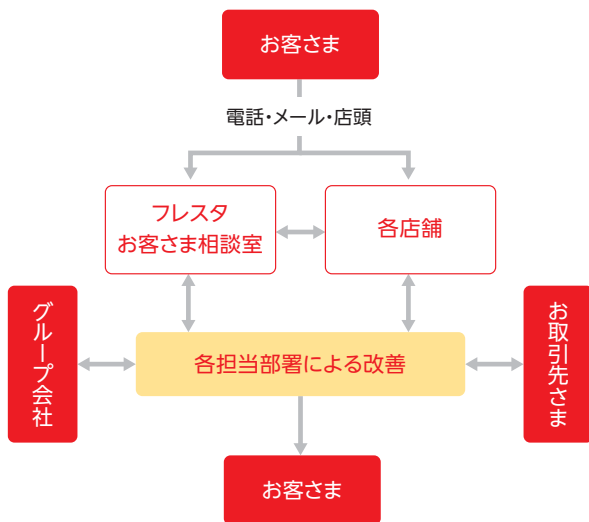 お客さま
電話・メール・店頭
フレスタ
お客さま相談室
各店舗
グループ会社
各担当部署による改善
お取引先さま
お客さま